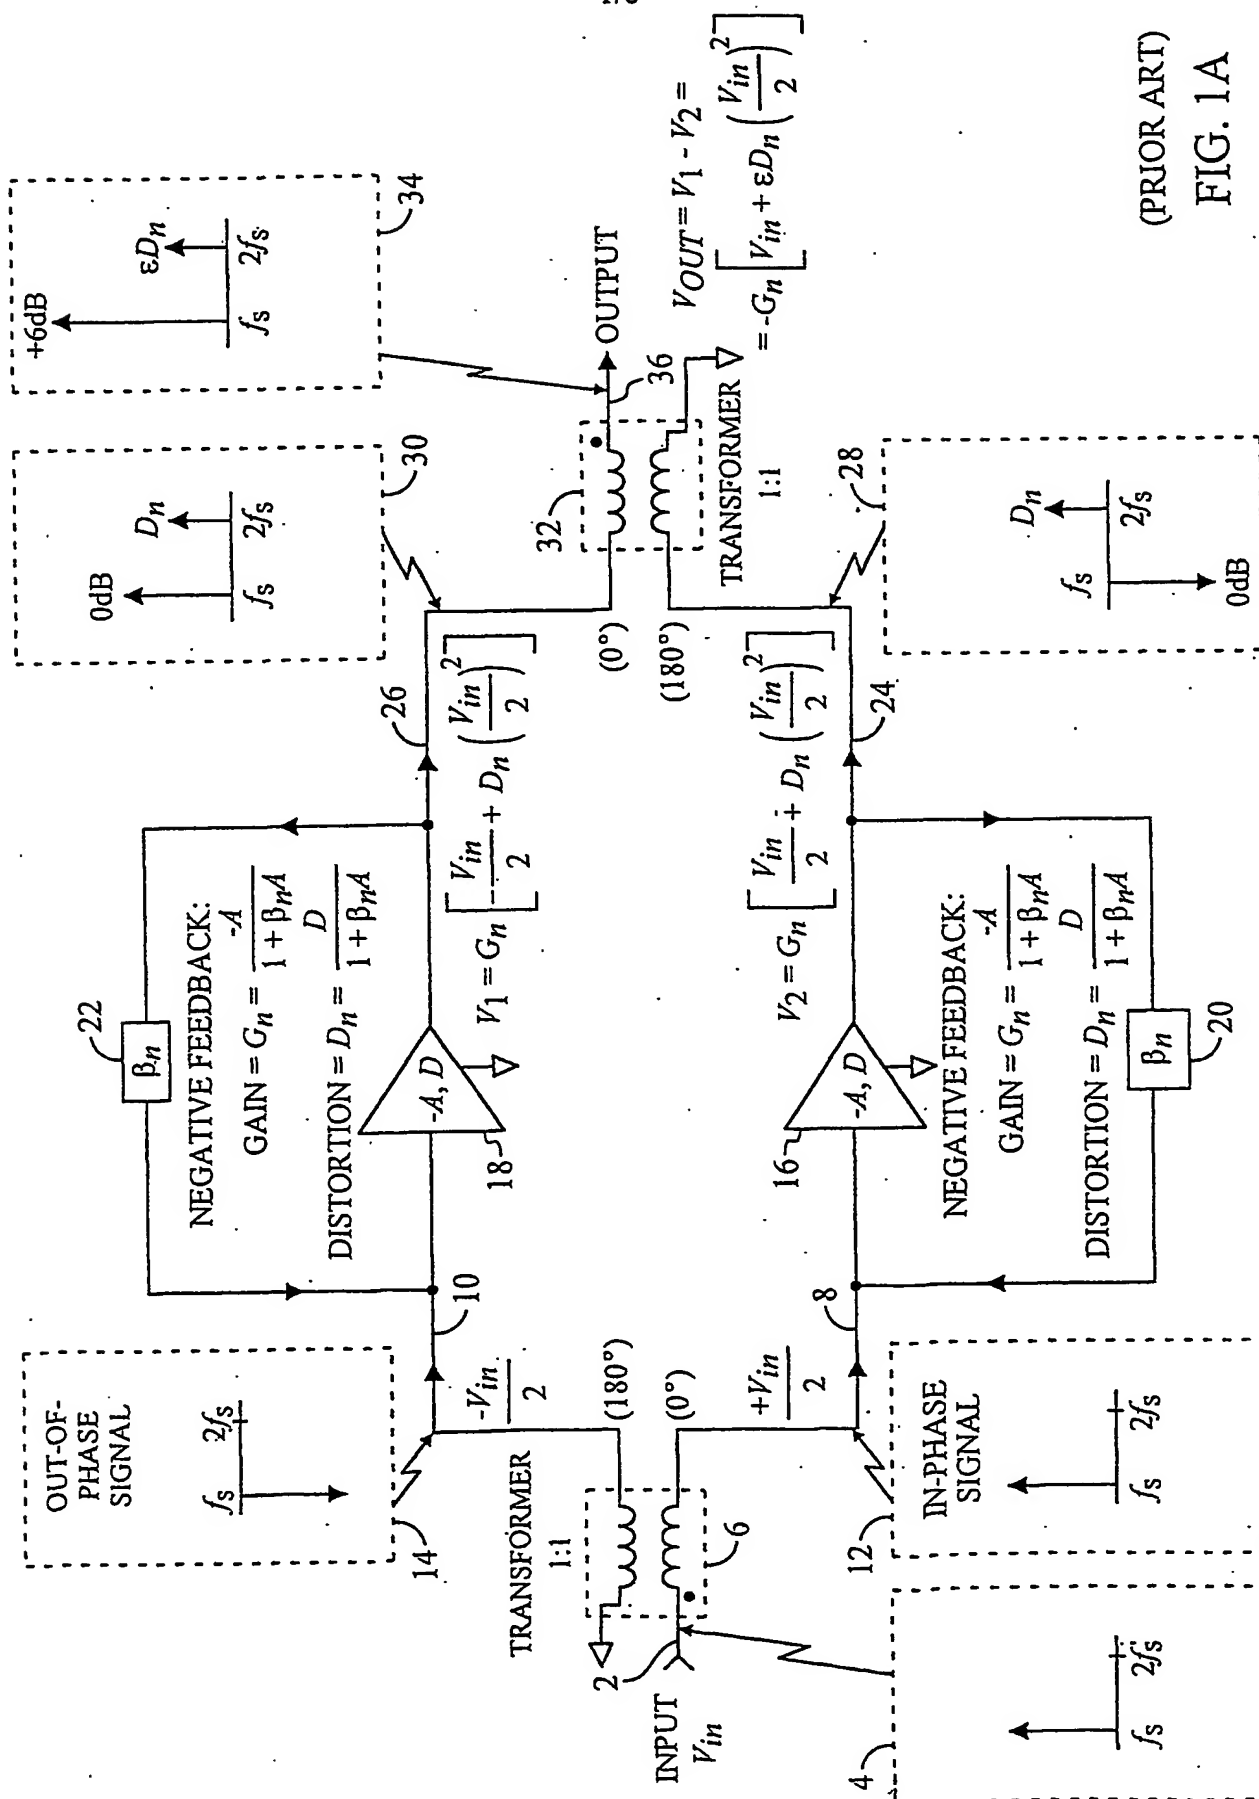 OUT-OF-
PHASE
SIGNAL
fs 2fs
14
TRANSFORMER
1:1
-Vin/2
(180°)
(0°)
+Vin/2
2
INPUT
Vin
6
4
fs 2fs
12
IN-PHASE
SIGNAL
fs 2fs
10
8
22
βn
NEGATIVE FEEDBACK:
GAIN = Gn = -A/(1 + βnA)
DISTORTION = Dn = D/(1 + βnA)
-A, D
18
V1 = Gn [-Vin/2 + Dn (Vin/2)²]
26
16
-A, D
V2 = Gn [Vin/2 + Dn (Vin/2)²]
24
NEGATIVE FEEDBACK:
GAIN = Gn = -A/(1 + βnA)
DISTORTION = Dn = D/(1 + βnA)
βn
20
0dB
Dn
fs 2fs
30
32
(0°)
(180°)
TRANSFORMER
1:1
28
Dn
fs 2fs
0dB
+6dB
εDn
fs 2fs
34
OUTPUT
36
VOUT = V1 - V2 =
= -Gn [Vin + εDn (Vin/2)²]
(PRIOR ART)
FIG. 1A